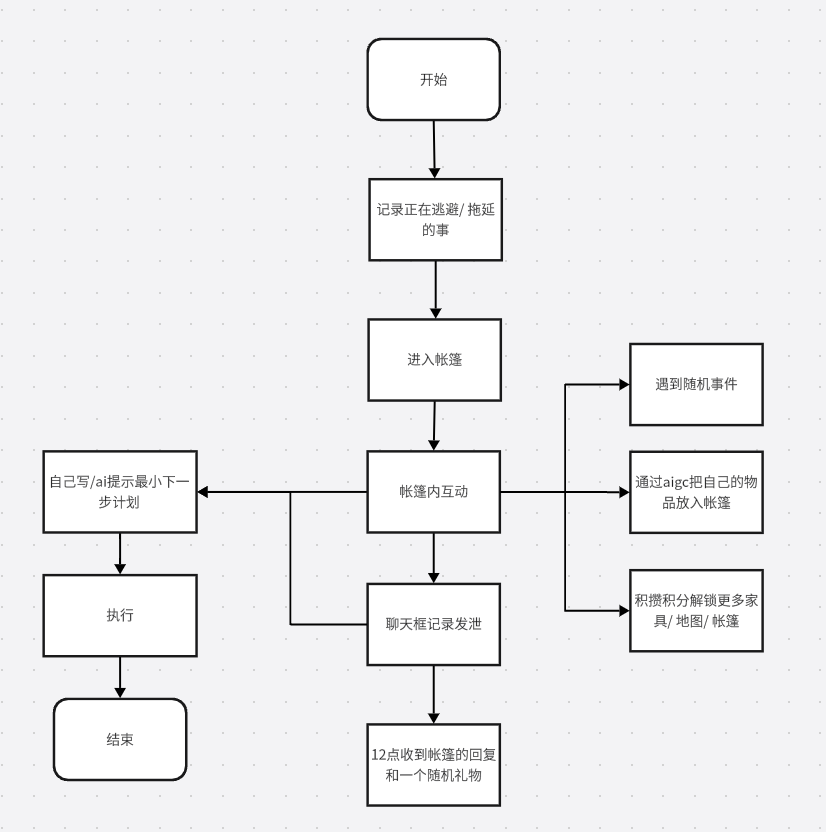 开始
记录正在逃避/ 拖延
的事
进入帐篷
遇到随机事件
自己写/ai提示最小下一
步计划
帐篷内互动
通过aigc把自己的物
品放入帐篷
执行
聊天框记录发泄
积攒积分解锁更多家
具/ 地图/ 帐篷
结束
12点收到帐篷的回复
和一个随机礼物